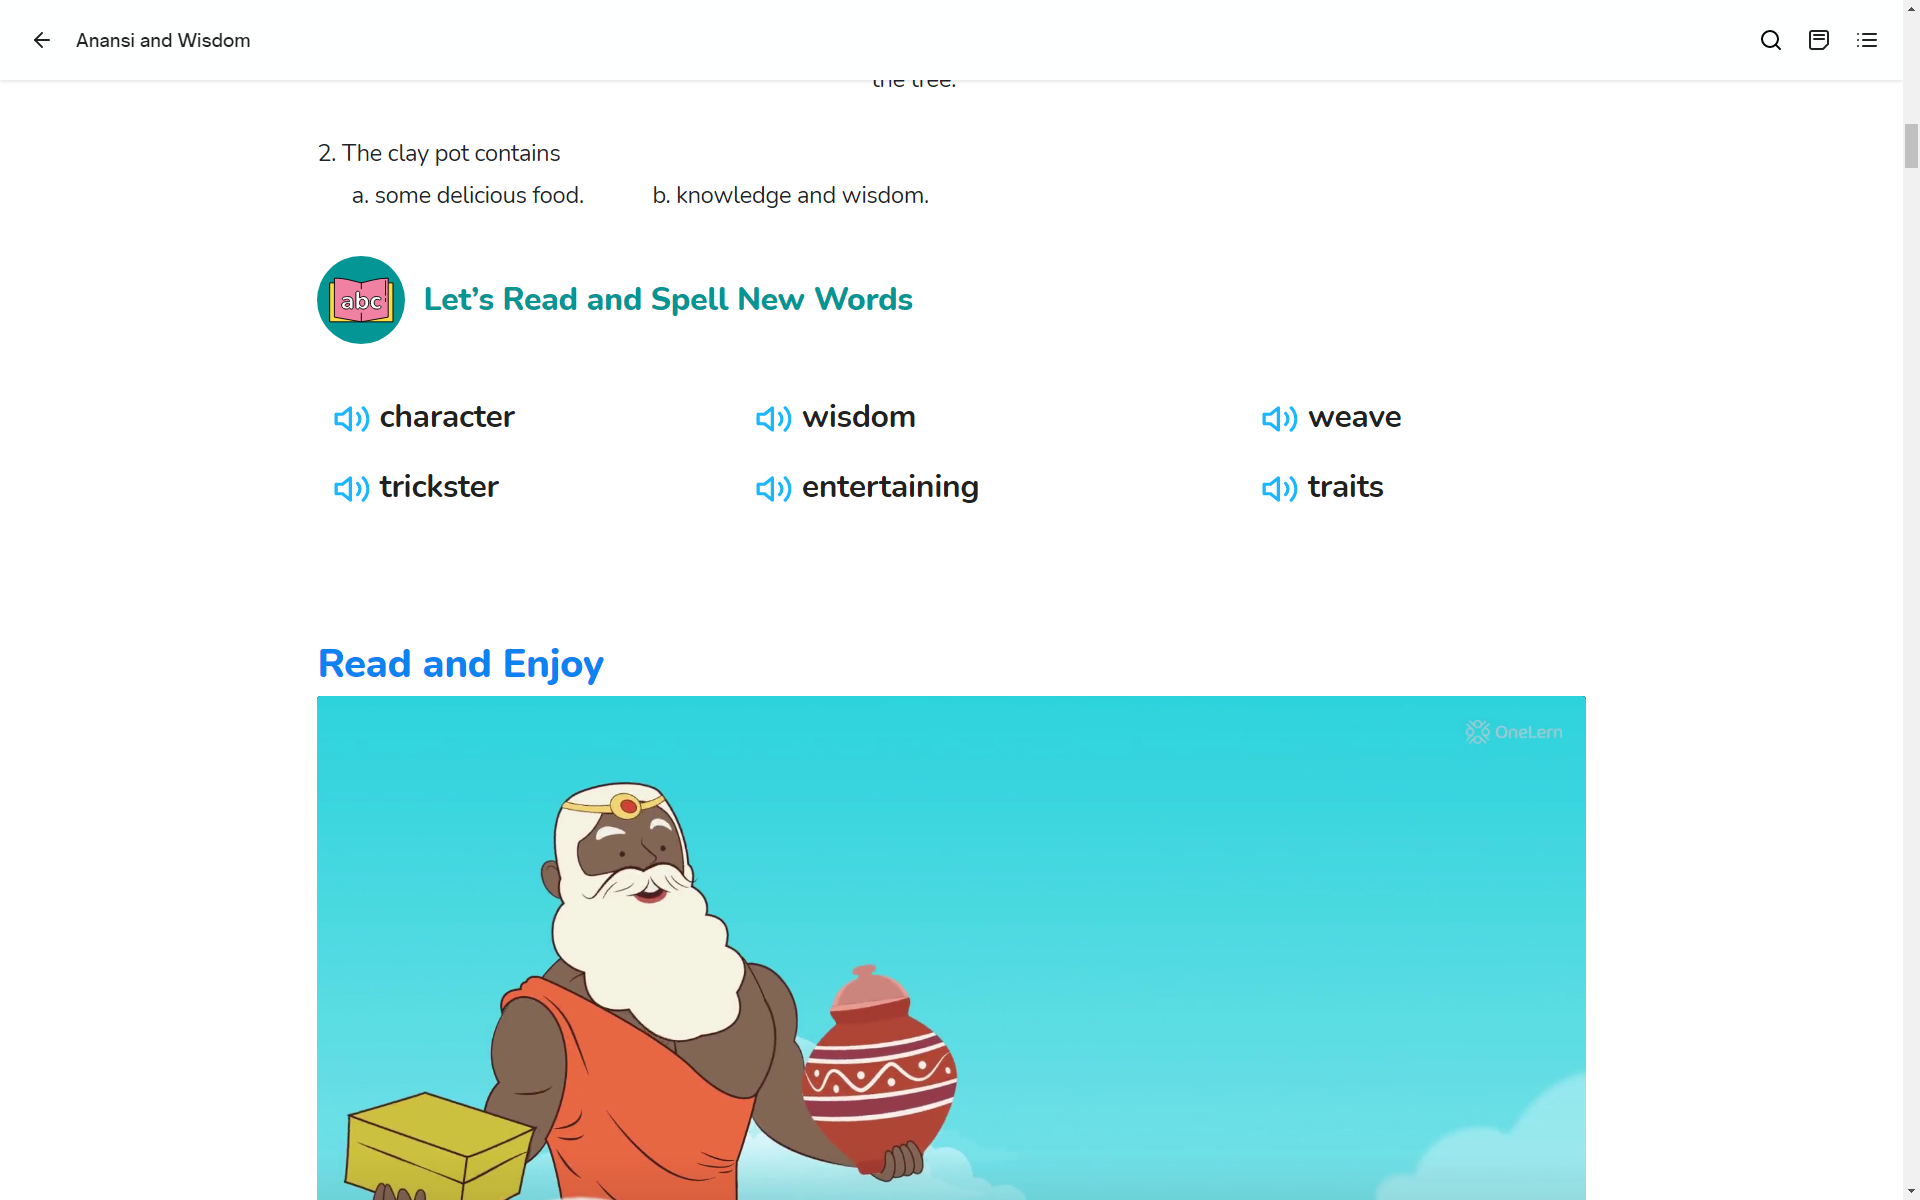 Anansi and Wisdom
the tree.
2. The clay pot contains
a. some delicious food. b. knowledge and wisdom.
abc
Let’s Read and Spell New Words
character wisdom weave
trickster entertaining traits
Read and Enjoy
OneLern